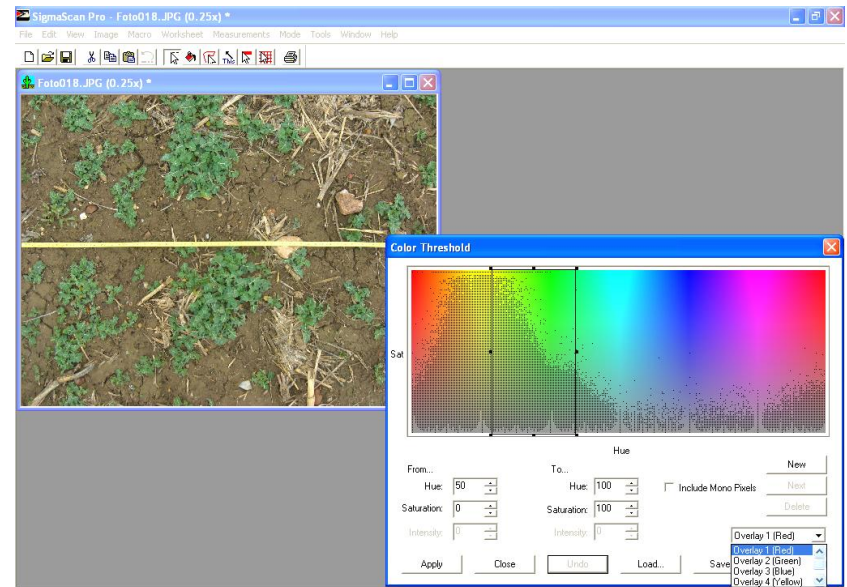 SigmaScan Pro - Foto018.JPG (0.25x) *
File Edit View Image Macro Worksheet Measurements Mode Tools Window Help
Foto018.JPG (0.25x) *
Color Threshold
Sat
Hue
From...
To...
New
Hue: 50
Hue: 100
Include Mono Pixels
Next
Saturation: 0
Saturation: 100
Delete
Intensity: 0
Intensity: 0
Overlay 1 (Red)
Overlay 1 (Red)
Overlay 2 (Green)
Overlay 3 (Blue)
Overlay 4 (Yellow)
Apply
Close
Undo
Load...
Save